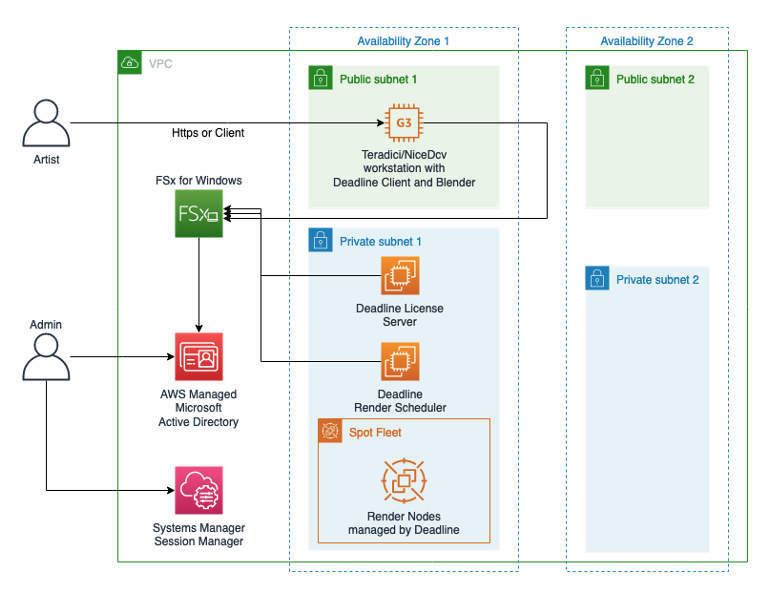 Availability Zone 1
Availability Zone 2
VPC
Public subnet 1
Public subnet 2
G3
Https or Client
Artist
Teradici/NiceDcv
workstation with
Deadline Client and Blender
FSx for Windows
FSx
Private subnet 1
Private subnet 2
Deadline License
Server
Admin
Deadline
Render Scheduler
AWS Managed
Microsoft
Active Directory
Spot Fleet
Render Nodes
managed by Deadline
Systems Manager
Session Manager